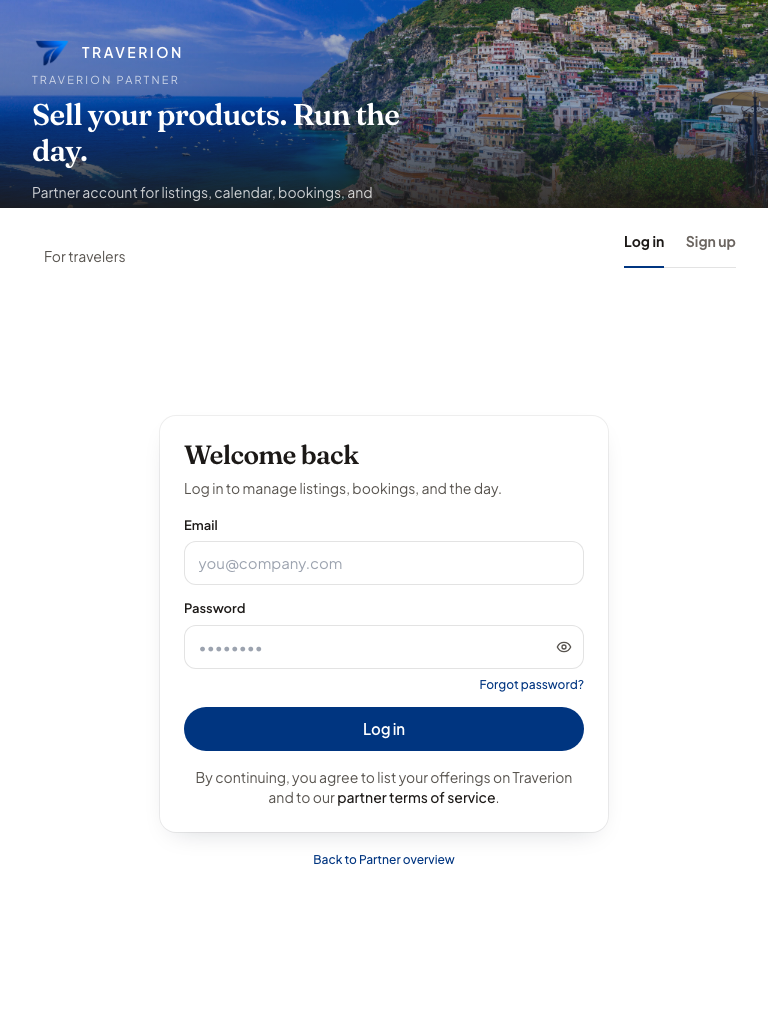 TRAVERION
TRAVERION PARTNER
Sell your products. Run the
day.
Partner account for listings, calendar, bookings, and
For travelers
Log in
Sign up
Welcome back
Log in to manage listings, bookings, and the day.
Email
you@company.com
Password
••••••••
Forgot password?
Log in
By continuing, you agree to list your offerings on Traverion
and to our partner terms of service.
Back to Partner overview